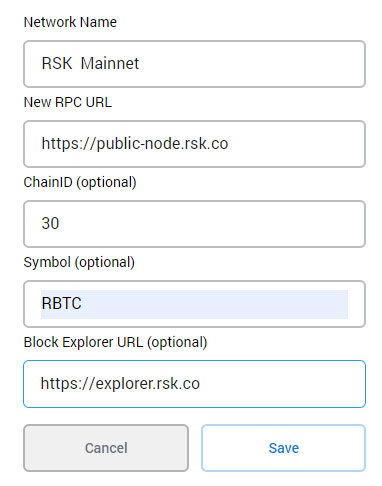 Network Name
RSK Mainnet
New RPC URL
https://public-node.rsk.co
ChainID (optional)
30
Symbol (optional)
RBTC
Block Explorer URL (optional)
https://explorer.rsk.co
Cancel Save